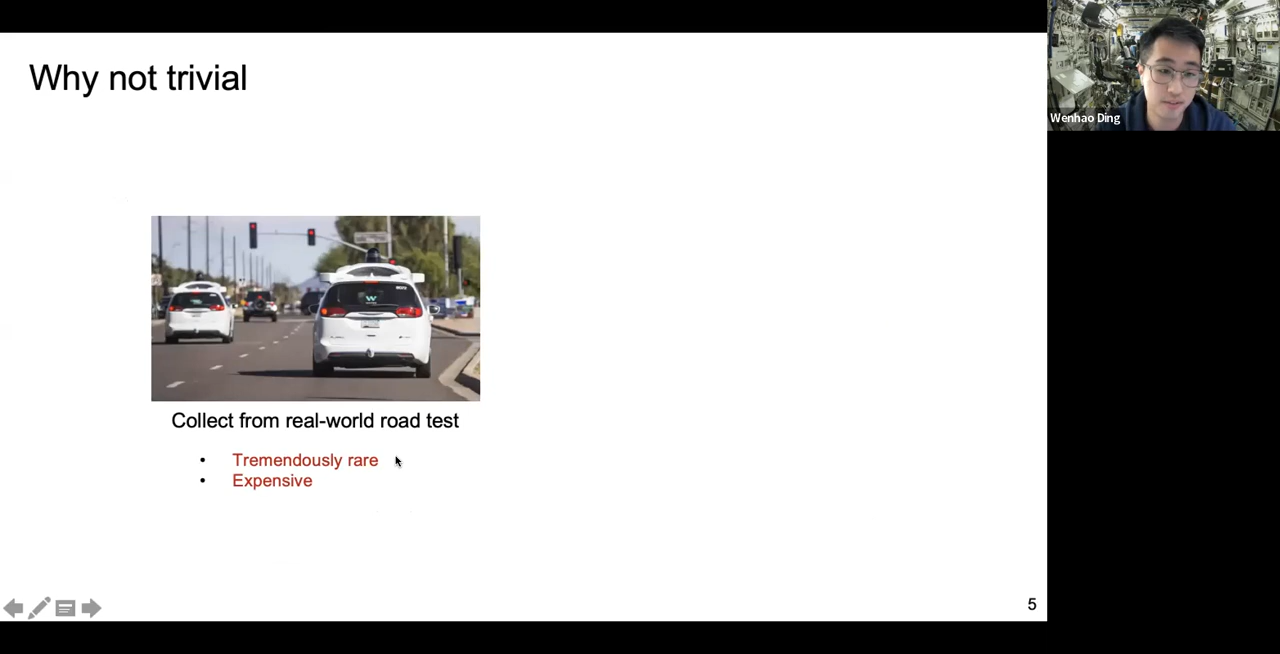 Why not trivial
Wenhao Ding
W
Collect from real-world road test
• Tremendously rare
• Expensive
5